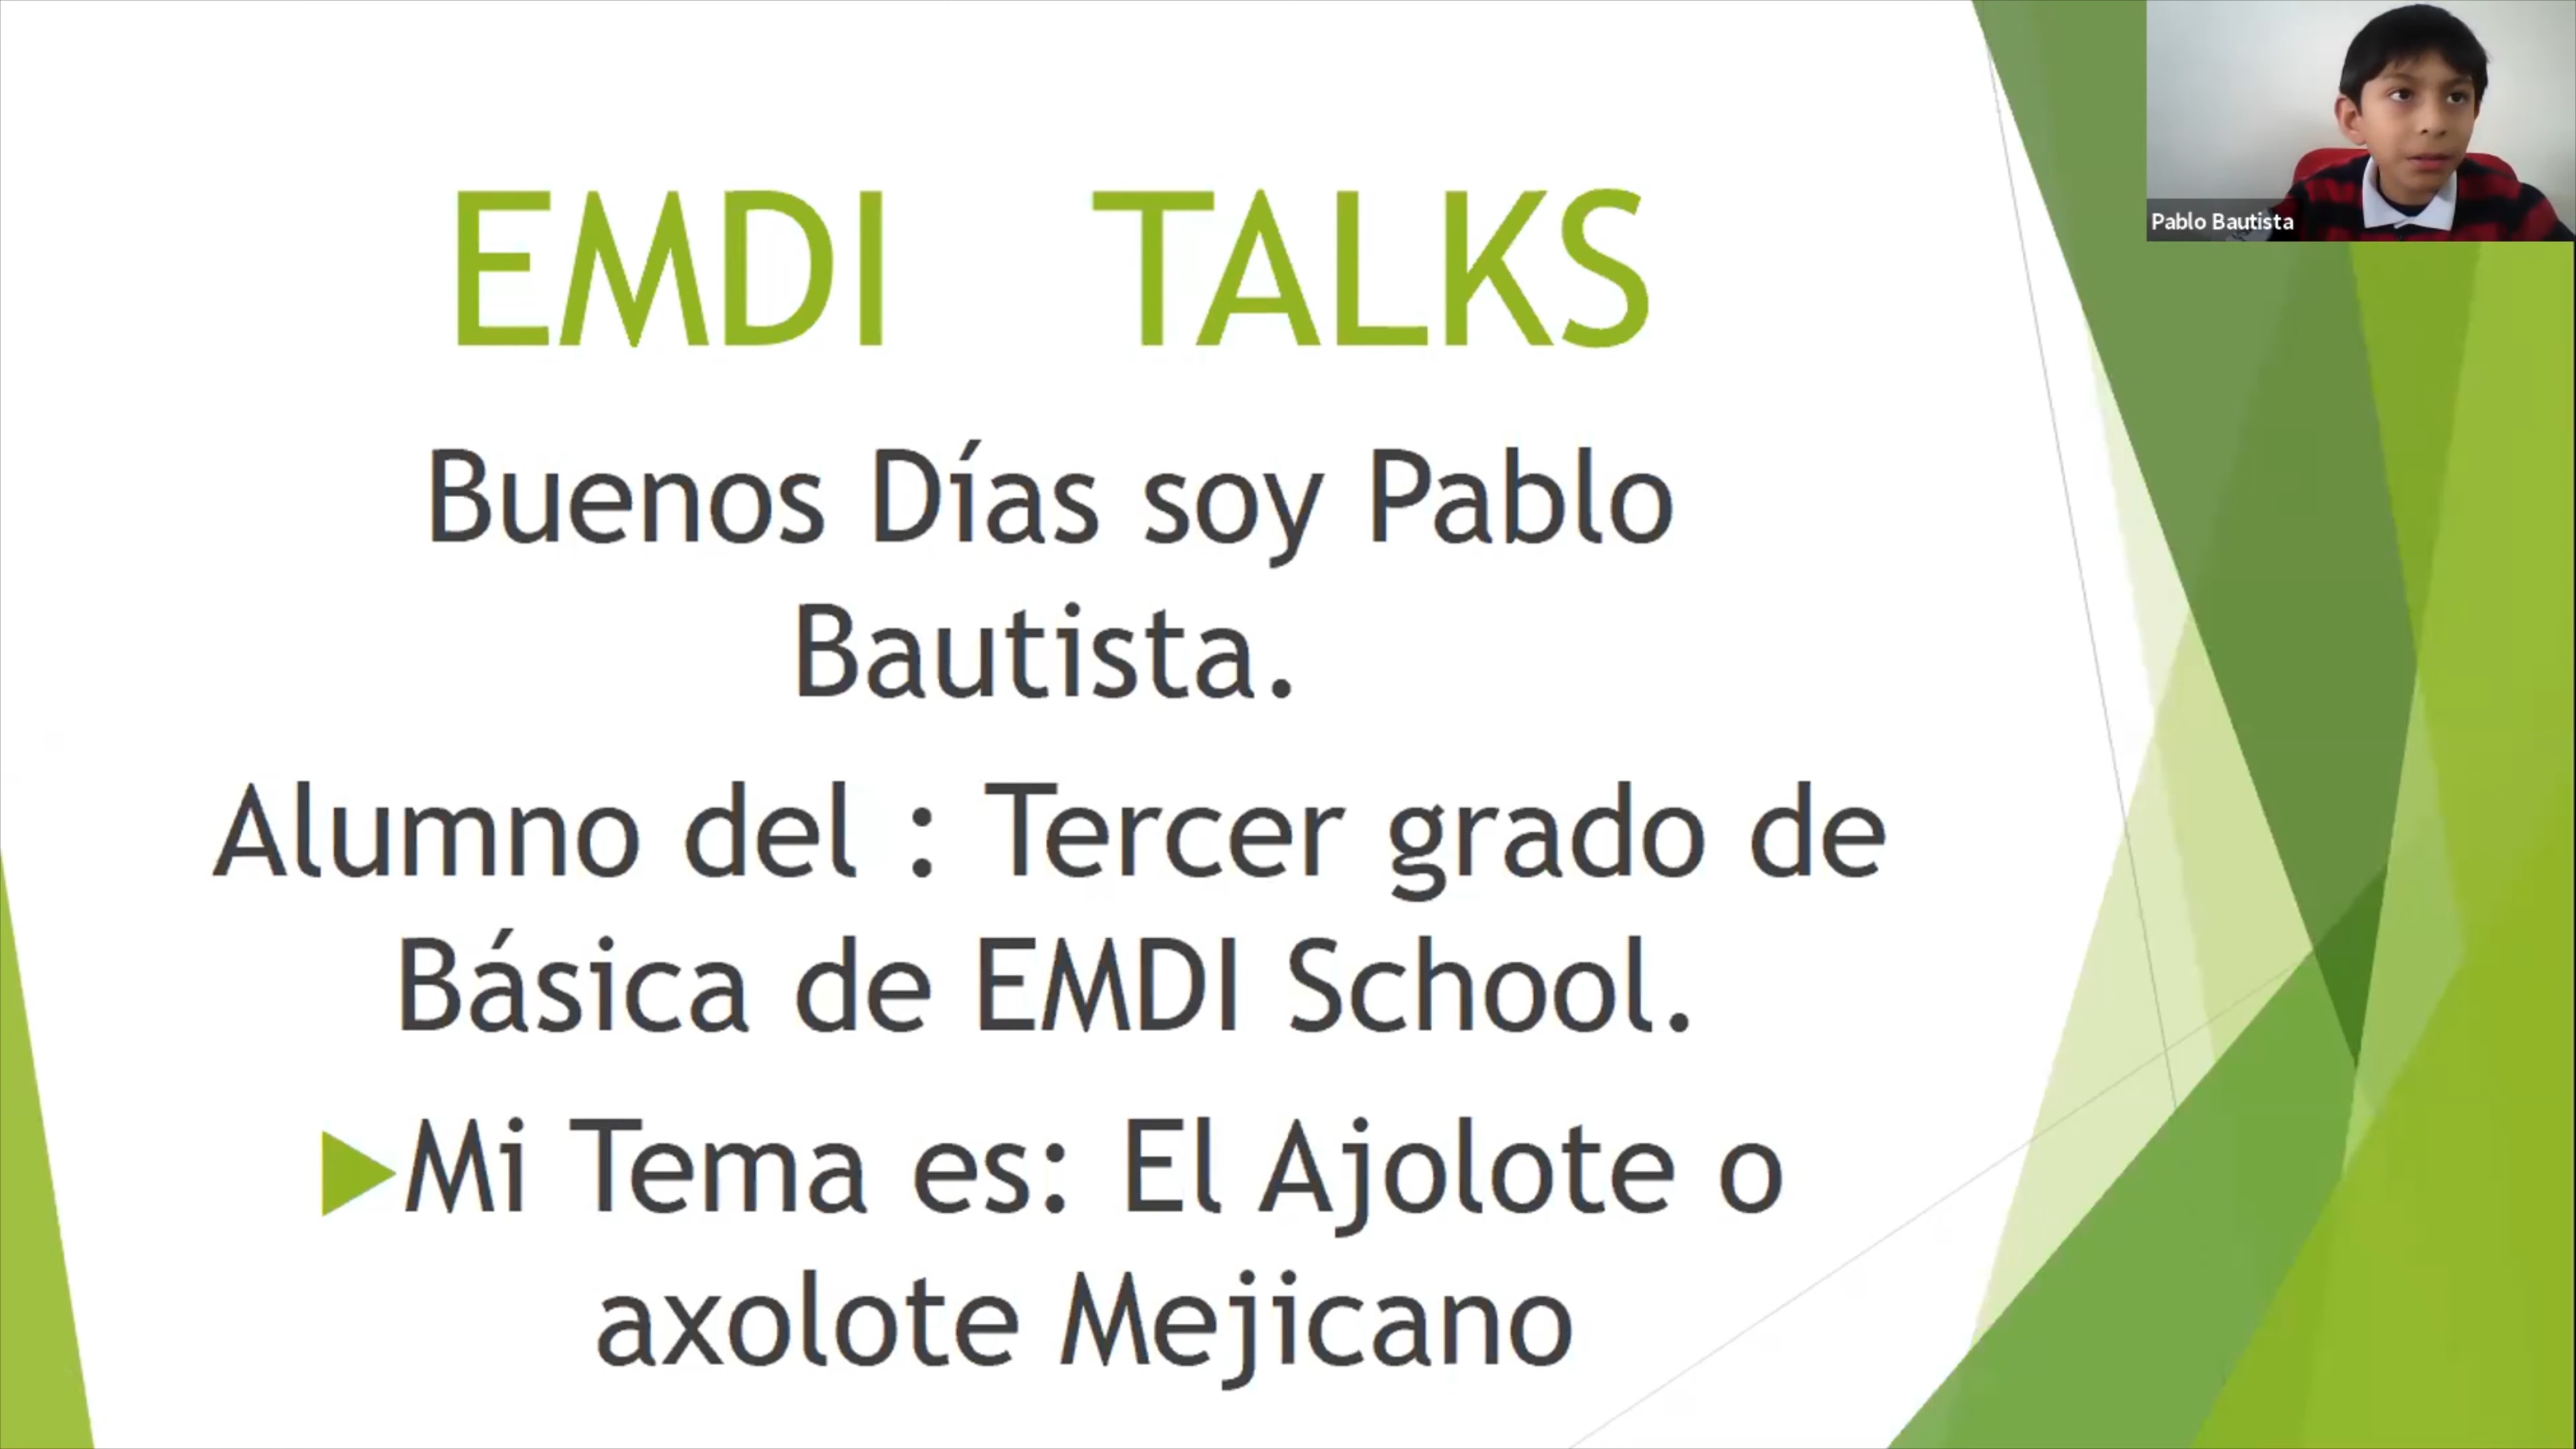 EMDI TALKS
Buenos Días soy Pablo
Bautista.
Alumno del : Tercer grado de
Básica de EMDI School.
Mi Tema es: El Ajolote o
axolote Mejicano
Pablo Bautista